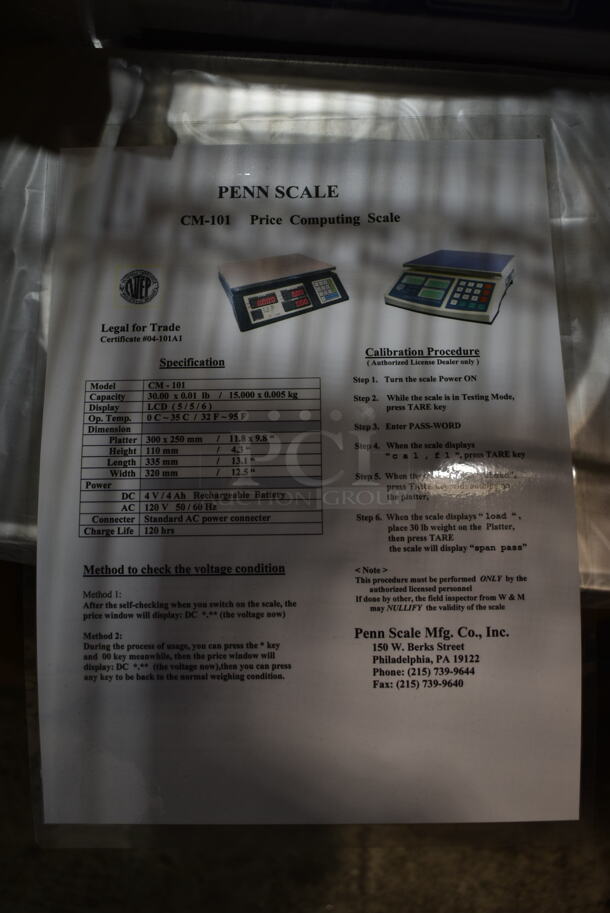 PENN SCALE
CM-101 Price Computing Scale
NTEP
Legal for Trade
Certificate #04-101A1
Specification
Model CM - 101
Capacity 30.00 x 0.01 lb / 15.000 x 0.005 kg
Display LCD ( 5 / 5 / 6 )
Op. Temp. 0 C ~ 35 C / 32 F ~ 95 F
Dimension
Platter 300 x 250 mm / 11.8 x 9.8 "
Height 110 mm / 4.3 "
Length 335 mm / 13.1 "
Width 320 mm / 12.5 "
Power
DC 4 V / 4 Ah Rechargeable Battery
AC 120 V 50 / 60 Hz
Connecter Standard AC power connecter
Charge Life 120 hrs
Method to check the voltage condition
Method 1:
After the self-checking when you switch on the scale, the
price window will display: DC *.** (the voltage now)
Method 2:
During the process of usage, you can press the * key
and 00 key meanwhile, then the price window will
display: DC *.** (the voltage now),then you can press
any key to be back to the normal weighing condition.
Calibration Procedure
( Authorized License Dealer only )
Step 1. Turn the scale Power ON
Step 2. While the scale is in Testing Mode,
press TARE key
Step 3. Enter PASS-WORD
Step 4. When the scale displays
"c a l , f 1 ", press TARE key
Step 5. When the
press
the platter,
Step 6. When the scale displays " load ",
place 30 lb weight on the Platter,
then press TARE
the scale will display "span pass"
< Note >
This procedure must be performed ONLY by the
authorized licensed personnel
If done by other, the field inspector from W & M
may NULLIFY the validity of the scale
Penn Scale Mfg. Co., Inc.
150 W. Berks Street
Philadelphia, PA 19122
Phone: (215) 739-9644
Fax: (215) 739-9640
PCI
AUCTION GROUP